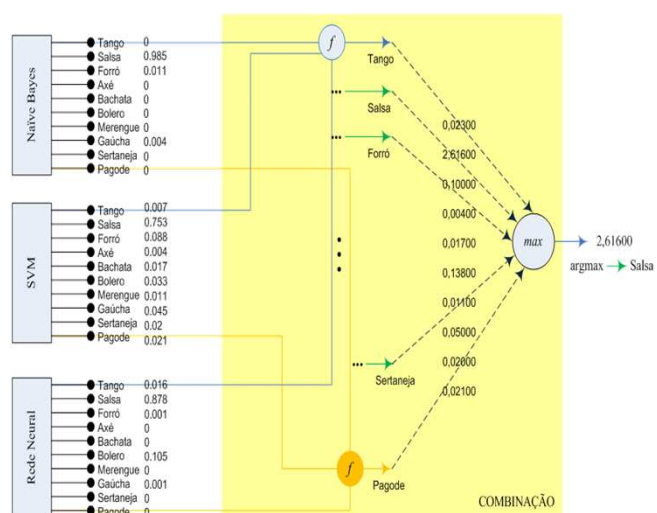 Naïve Bayes
Tango 0
Salsa 0.985
Forró 0.011
Axé 0
Bachata 0
Bolero 0
Merengue 0
Gaúcha 0.004
Sertaneja 0
Pagode 0
SVM
Tango 0.007
Salsa 0.753
Forró 0.088
Axé 0.004
Bachata 0.017
Bolero 0.033
Merengue 0.011
Gaúcha 0.045
Sertaneja 0.02
Pagode 0.021
Rede Neural
Tango 0.016
Salsa 0.878
Forró 0.001
Axé 0
Bachata 0
Bolero 0.105
Merengue 0
Gaúcha 0.001
Sertaneja 0
Pagode 0
f
Tango
... Salsa
... Forró
... Sertaneja
f
Pagode
0,02300
2,61600
0,10000
0,00400
0,01700
0,13800
0,01100
0,05000
0,02000
0,02100
max
2,61600
argmax Salsa
COMBINAÇÃO